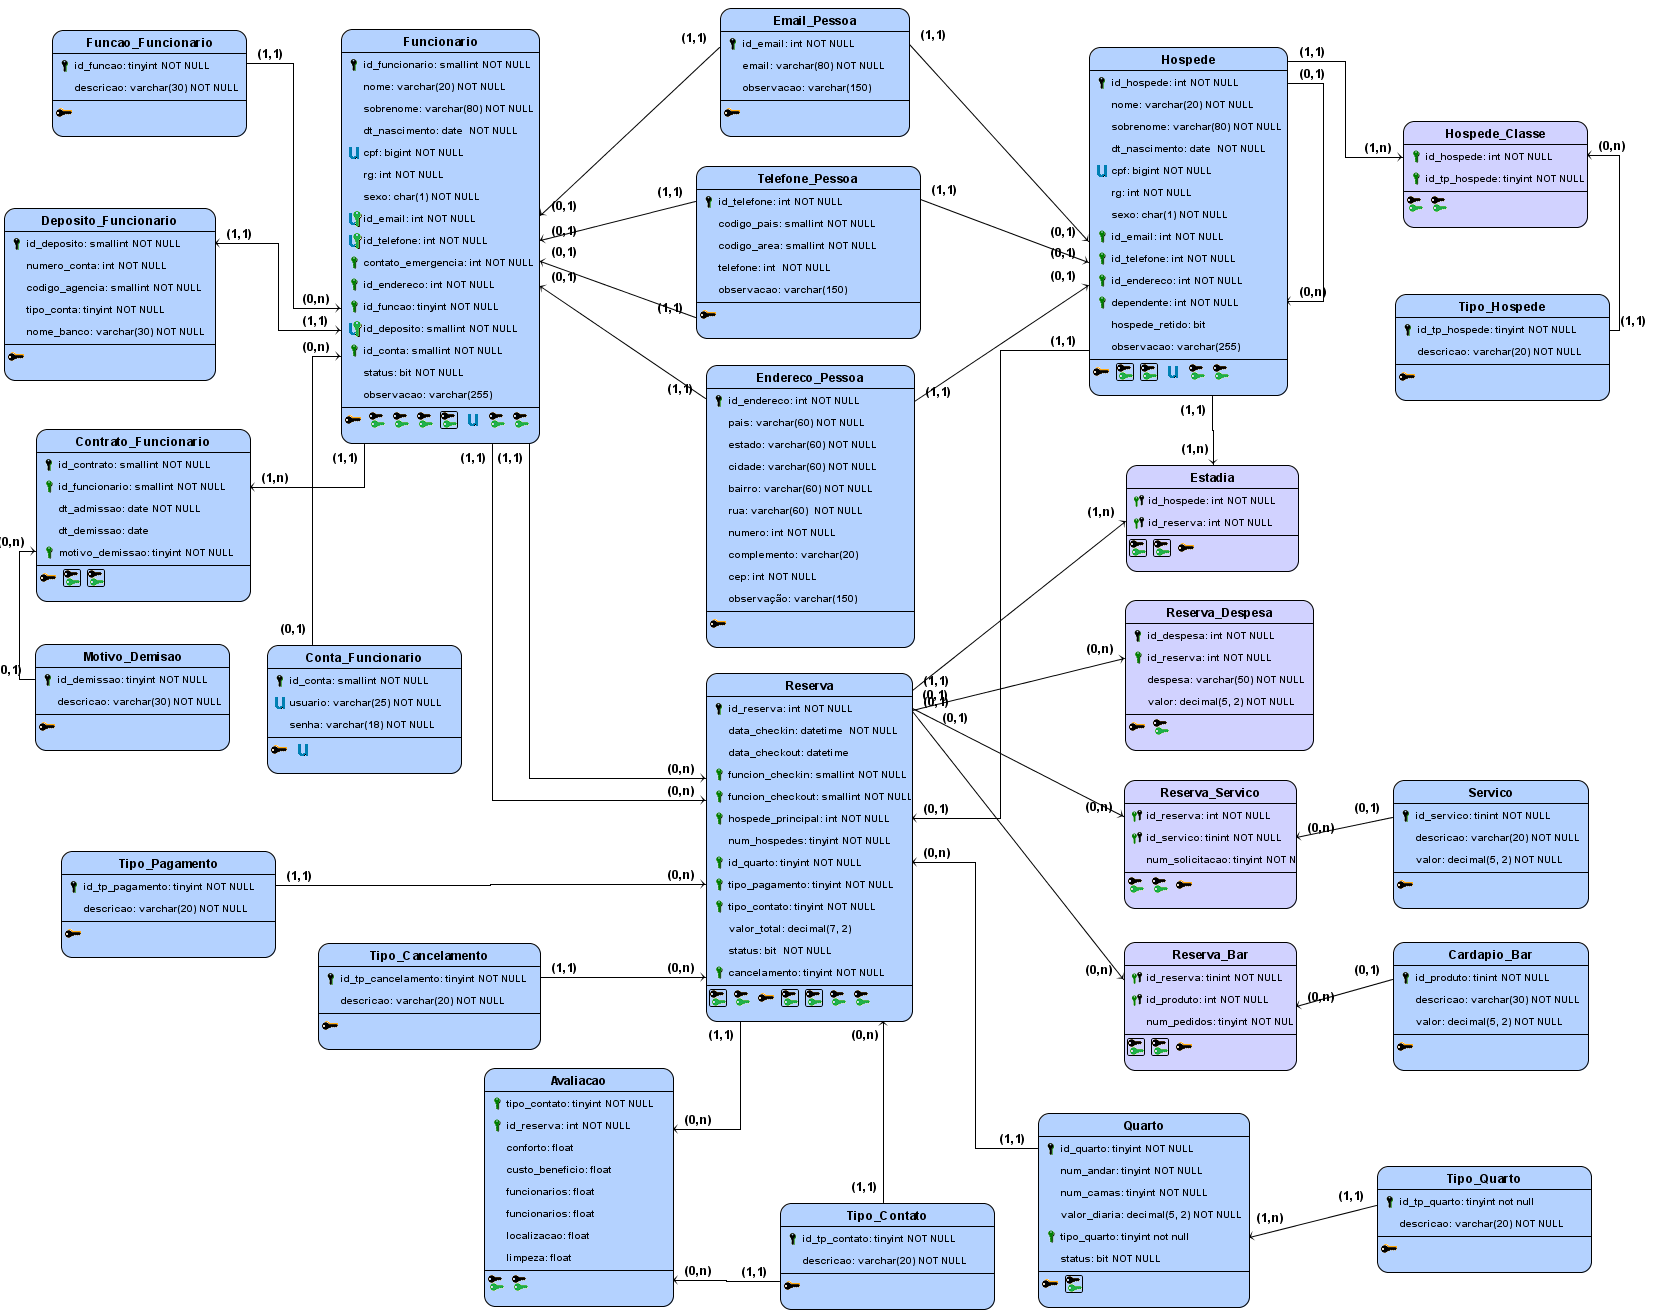 Funcao_Funcionario
id_funcao: tinyint NOT NULL
descricao: varchar(30) NOT NULL
(1,1)
(0,n)
Deposito_Funcionario
id_deposito: smallint NOT NULL
numero_conta: int NOT NULL
codigo_agencia: smallint NOT NULL
tipo_conta: tinyint NOT NULL
nome_banco: varchar(30) NOT NULL
(1,1)
(1,1)
Funcionario
id_funcionario: smallint NOT NULL
nome: varchar(20) NOT NULL
sobrenome: varchar(80) NOT NULL
dt_nascimento: date NOT NULL
cpf: bigint NOT NULL
rg: int NOT NULL
sexo: char(1) NOT NULL
id_email: int NOT NULL
id_telefone: int NOT NULL
contato_emergencia: int NOT NULL
id_endereco: int NOT NULL
id_funcao: tinyint NOT NULL
id_deposito: smallint NOT NULL
id_conta: smallint NOT NULL
status: bit NOT NULL
observacao: varchar(255)
(0,n)
(1,1)
(1,1)
(1,1)
Email_Pessoa
id_email: int NOT NULL
email: varchar(80) NOT NULL
observacao: varchar(150)
(1,1)
(1,1)
(0,1)
(0,1)
Telefone_Pessoa
id_telefone: int NOT NULL
codigo_pais: smallint NOT NULL
codigo_area: smallint NOT NULL
telefone: int NOT NULL
observacao: varchar(150)
(1,1)
(1,1)
(1,1)
(0,1)
(0,1)
(0,1)
Endereco_Pessoa
id_endereco: int NOT NULL
pais: varchar(60) NOT NULL
estado: varchar(60) NOT NULL
cidade: varchar(60) NOT NULL
bairro: varchar(60) NOT NULL
rua: varchar(60) NOT NULL
numero: int NOT NULL
complemento: varchar(20)
cep: int NOT NULL
observação: varchar(150)
(1,1)
(1,1)
(0,1)
(0,1)
Hospede
id_hospede: int NOT NULL
nome: varchar(20) NOT NULL
sobrenome: varchar(80) NOT NULL
dt_nascimento: date NOT NULL
cpf: bigint NOT NULL
rg: int NOT NULL
sexo: char(1) NOT NULL
id_email: int NOT NULL
id_telefone: int NOT NULL
id_endereco: int NOT NULL
dependente: int NOT NULL
hospede_retido: bit
observacao: varchar(255)
(1,1)
(0,1)
(0,n)
(1,1)
(1,1)
Hospede_Classe
id_hospede: int NOT NULL
id_tp_hospede: tinyint NOT NULL
(1,n)
(0,n)
Tipo_Hospede
id_tp_hospede: tinyint NOT NULL
descricao: varchar(20) NOT NULL
(1,1)
Contrato_Funcionario
id_contrato: smallint NOT NULL
id_funcionario: smallint NOT NULL
dt_admissao: date NOT NULL
dt_demissao: date
motivo_demissao: tinyint NOT NULL
(1,n)
0,n)
Motivo_Demisao
id_demissao: tinyint NOT NULL
descricao: varchar(30) NOT NULL
0,1)
Conta_Funcionario
id_conta: smallint NOT NULL
usuario: varchar(25) NOT NULL
senha: varchar(18) NOT NULL
(0,1)
Estadia
id_hospede: int NOT NULL
id_reserva: int NOT NULL
(1,n)
(1,n)
Reserva_Despesa
id_despesa: int NOT NULL
id_reserva: int NOT NULL
despesa: varchar(50) NOT NULL
valor: decimal(5, 2) NOT NULL
(0,n)
Reserva
id_reserva: int NOT NULL
data_checkin: datetime NOT NULL
data_checkout: datetime
funcion_checkin: smallint NOT NULL
funcion_checkout: smallint NOT NULL
hospede_principal: int NOT NULL
num_hospedes: tinyint NOT NULL
id_quarto: tinyint NOT NULL
tipo_pagamento: tinyint NOT NULL
tipo_contato: tinyint NOT NULL
valor_total: decimal(7, 2)
status: bit NOT NULL
cancelamento: tinyint NOT NULL
(1,1)
(0,1)
(0,1)
(0,1)
(0,n)
(0,n)
(0,1)
(0,n)
(0,n)
(0,n)
(1,1)
(0,n)
Reserva_Servico
id_reserva: int NOT NULL
id_servico: tinint NOT NULL
num_solicitacao: tinyint NOT N
(0,n)
(0,n)
Servico
id_servico: tinint NOT NULL
descricao: varchar(20) NOT NULL
valor: decimal(5, 2) NOT NULL
(0,1)
Reserva_Bar
id_reserva: tinint NOT NULL
id_produto: int NOT NULL
num_pedidos: tinyint NOT NUL
(0,n)
(0,n)
Cardapio_Bar
id_produto: tinint NOT NULL
descricao: varchar(30) NOT NULL
valor: decimal(5, 2) NOT NULL
(0,1)
Tipo_Pagamento
id_tp_pagamento: tinyint NOT NULL
descricao: varchar(20) NOT NULL
(1,1)
Tipo_Cancelamento
id_tp_cancelamento: tinyint NOT NULL
descricao: varchar(20) NOT NULL
(1,1)
Avaliacao
tipo_contato: tinyint NOT NULL
id_reserva: int NOT NULL
conforto: float
custo_beneficio: float
funcionarios: float
funcionarios: float
localizacao: float
limpeza: float
(0,n)
(0,n)
Tipo_Contato
id_tp_contato: tinyint NOT NULL
descricao: varchar(20) NOT NULL
(1,1)
(1,1)
Quarto
id_quarto: tinyint NOT NULL
num_andar: tinyint NOT NULL
num_camas: tinyint NOT NULL
valor_diaria: decimal(5, 2) NOT NULL
tipo_quarto: tinyint not null
status: bit NOT NULL
(1,1)
(1,n)
Tipo_Quarto
id_tp_quarto: tinyint not null
descricao: varchar(20) NOT NULL
(1,1)